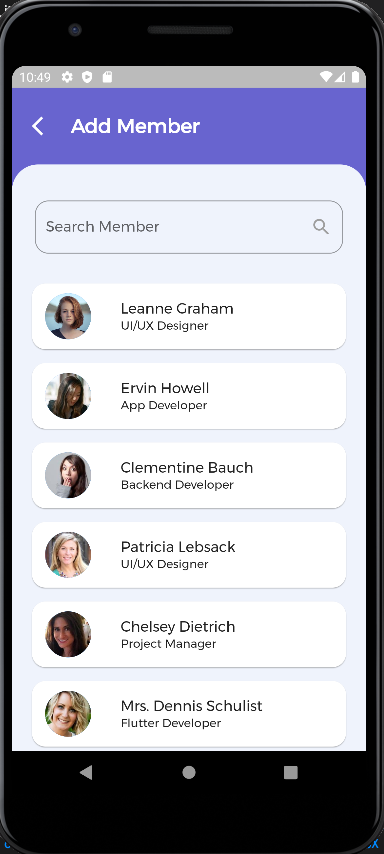 10:49
Add Member
Search Member
Leanne Graham
UI/UX Designer
Ervin Howell
App Developer
Clementine Bauch
Backend Developer
Patricia Lebsack
UI/UX Designer
Chelsey Dietrich
Project Manager
Mrs. Dennis Schulist
Flutter Developer